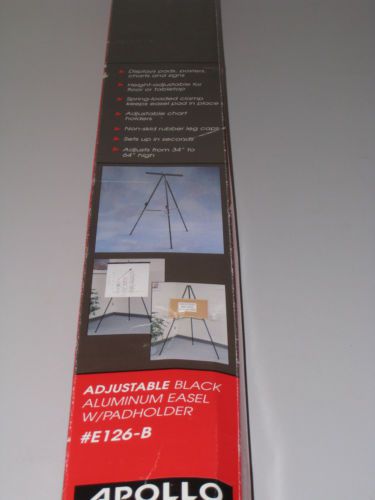 Displays pads, posters,
charts and signs
Height-adjustable for
floor or tabletop
Spring-loaded clamp
keeps easel pad in place
Adjustable chart
holders
Non-skid rubber leg caps
Sets up in seconds
Adjusts from 34" to
64" high
ADJUSTABLE BLACK
ALUMINUM EASEL
W/PADHOLDER
#E126-B
APOLLO